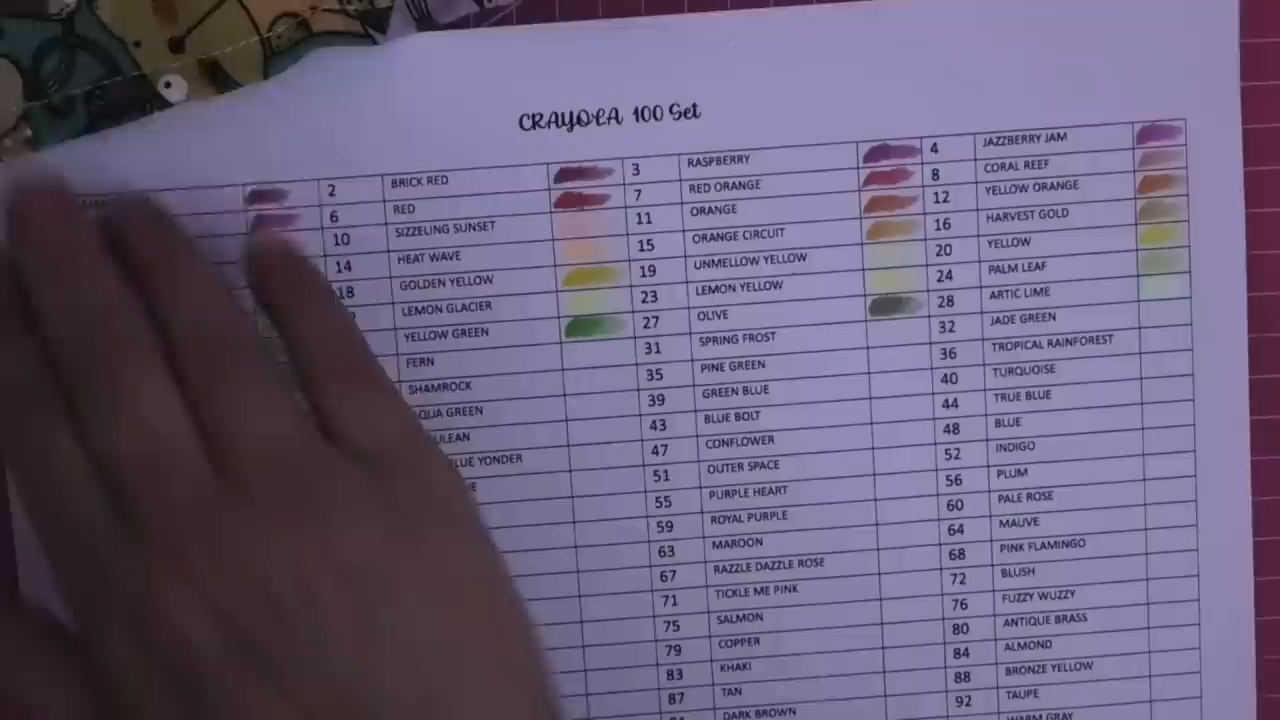 CRAYOLA 100 Set
2 BRICK RED 3 RASPBERRY 4 JAZZBERRY JAM
6 RED 7 RED ORANGE 8 CORAL REEF
10 SIZZELING SUNSET 11 ORANGE 12 YELLOW ORANGE
14 HEAT WAVE 15 ORANGE CIRCUIT 16 HARVEST GOLD
18 GOLDEN YELLOW 19 UNMELLOW YELLOW 20 YELLOW
LEMON GLACIER 23 LEMON YELLOW 24 PALM LEAF
YELLOW GREEN 27 OLIVE 28 ARTIC LIME
FERN 31 SPRING FROST 32 JADE GREEN
SHAMROCK 35 PINE GREEN 36 TROPICAL RAINFOREST
QUA GREEN 39 GREEN BLUE 40 TURQUOISE
ULEAN 43 BLUE BOLT 44 TRUE BLUE
LUE YONDER 47 CONFLOWER 48 BLUE
51 OUTER SPACE 52 INDIGO
55 PURPLE HEART 56 PLUM
59 ROYAL PURPLE 60 PALE ROSE
63 MAROON 64 MAUVE
67 RAZZLE DAZZLE ROSE 68 PINK FLAMINGO
71 TICKLE ME PINK 72 BLUSH
75 SALMON 76 FUZZY WUZZY
79 COPPER 80 ANTIQUE BRASS
83 KHAKI 84 ALMOND
87 TAN 88 BRONZE YELLOW
DARK BROWN 92 TAUPE
WARM GRAY